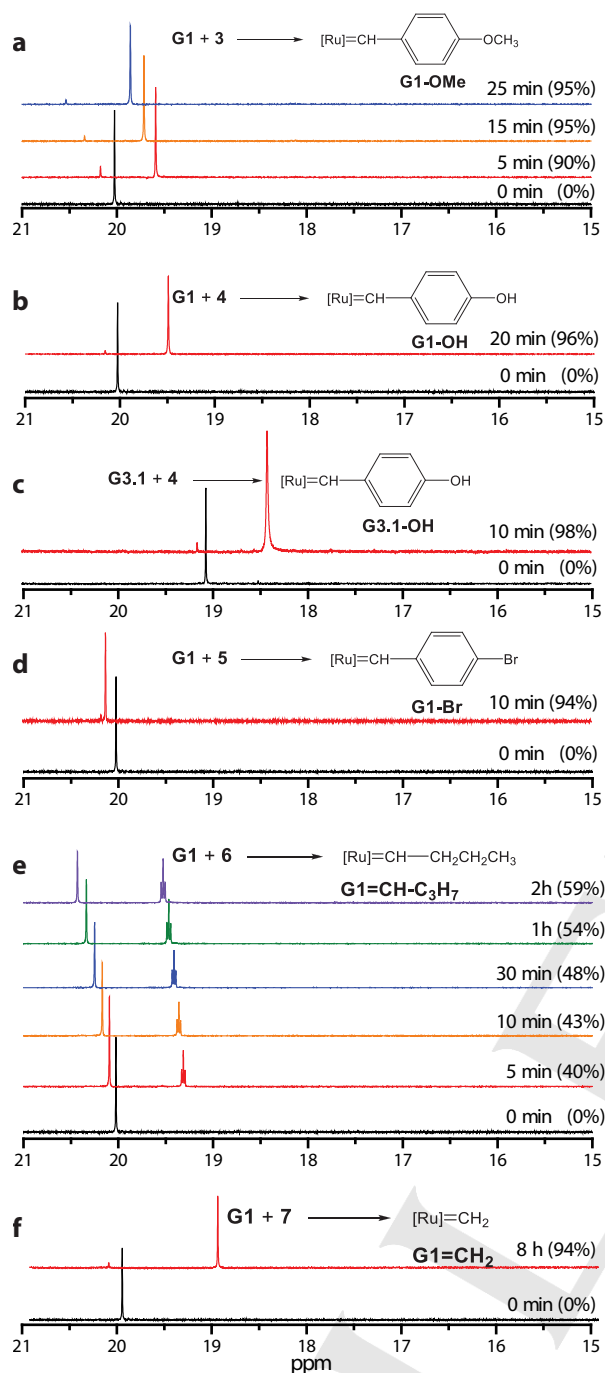 a
G1 + 3
[Ru]=CH
OCH₃
G1-OMe
25 min (95%)
15 min (95%)
5 min (90%)
0 min (0%)
21 20 19 18 17 16 15
b
G1 + 4
[Ru]=CH
OH
G1-OH
20 min (96%)
0 min (0%)
21 20 19 18 17 16 15
c
G3.1 + 4
[Ru]=CH
OH
G3.1-OH
10 min (98%)
0 min (0%)
21 20 19 18 17 16 15
d
G1 + 5
[Ru]=CH
Br
G1-Br
10 min (94%)
0 min (0%)
21 20 19 18 17 16 15
e
G1 + 6
[Ru]=CH—CH₂CH₂CH₃
G1=CH-C₃H₇
2h (59%)
1h (54%)
30 min (48%)
10 min (43%)
5 min (40%)
0 min (0%)
21 20 19 18 17 16 15
f
G1 + 7
[Ru]=CH₂
G1=CH₂
8 h (94%)
0 min (0%)
21 20 19 18 17 16 15
ppm